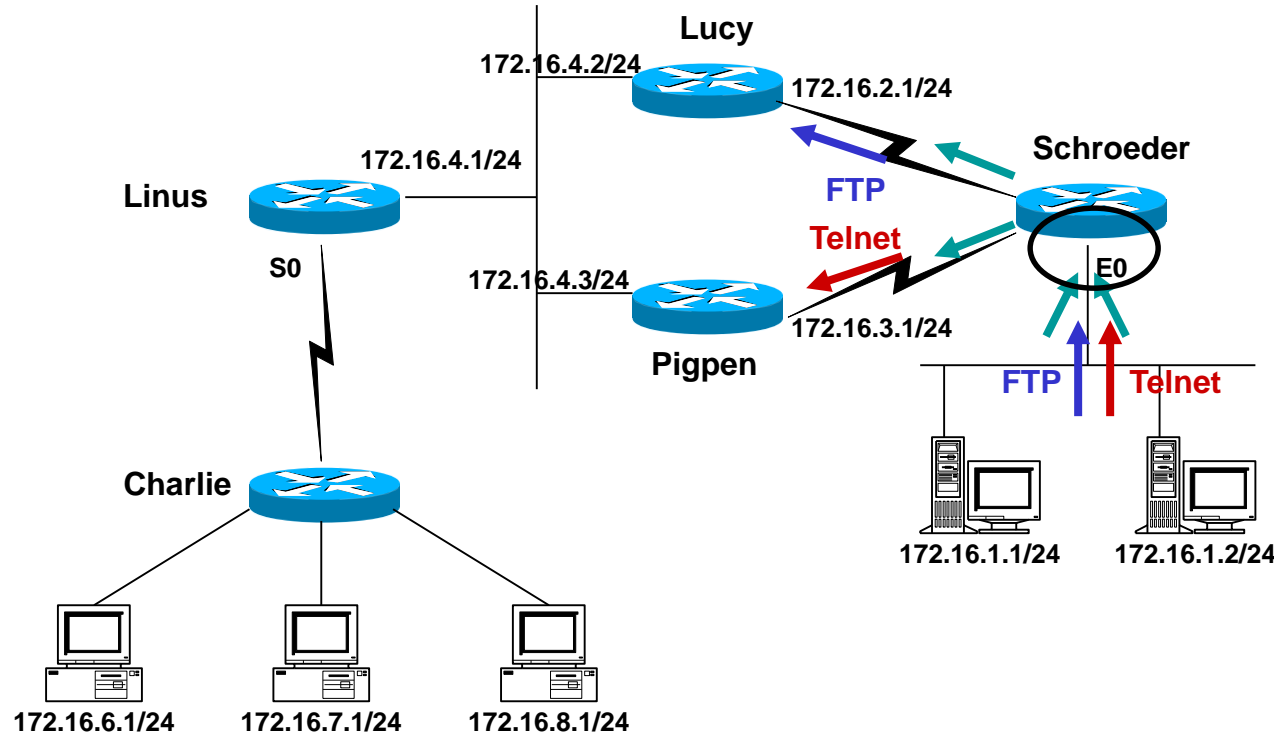 Lucy
172.16.4.2/24
172.16.2.1/24
Schroeder
172.16.4.1/24
Linus
FTP
Telnet
S0
172.16.4.3/24
E0
172.16.3.1/24
Pigpen
FTP
Telnet
Charlie
172.16.1.1/24
172.16.1.2/24
172.16.6.1/24
172.16.7.1/24
172.16.8.1/24